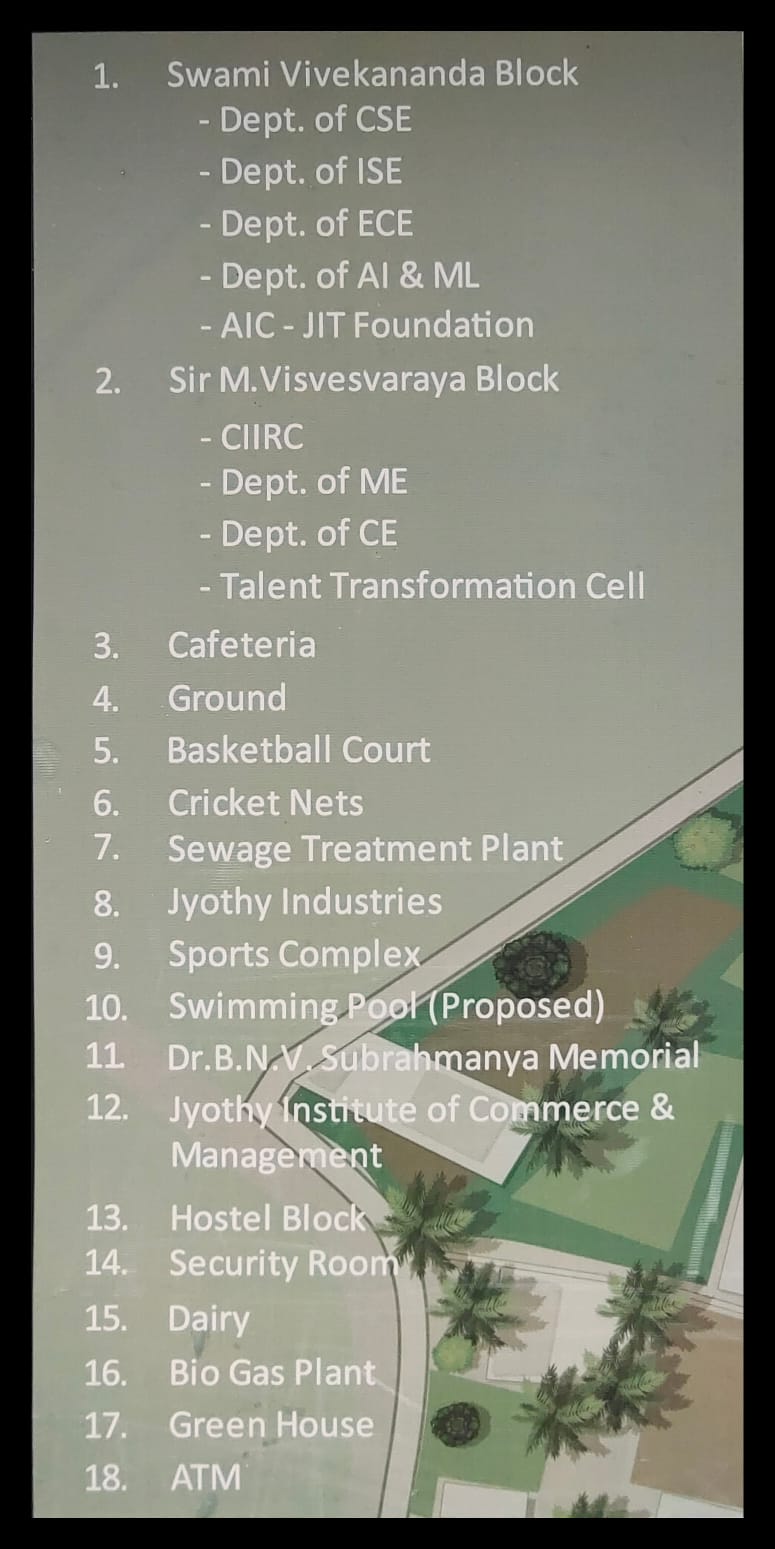 1. Swami Vivekananda Block
- Dept. of CSE
- Dept. of ISE
- Dept. of ECE
- Dept. of AI & ML
- AIC - JIT Foundation
2. Sir M.Visvesvaraya Block
- CIIRC
- Dept. of ME
- Dept. of CE
- Talent Transformation Cell
3. Cafeteria
4. Ground
5. Basketball Court
6. Cricket Nets
7. Sewage Treatment Plant
8. Jyothy Industries
9. Sports Complex
10. Swimming Pool (Proposed)
11. Dr.B.N.V. Subrahmanya Memorial
12. Jyothy Institute of Commerce &
Management
13. Hostel Block
14. Security Room
15. Dairy
16. Bio Gas Plant
17. Green House
18. ATM